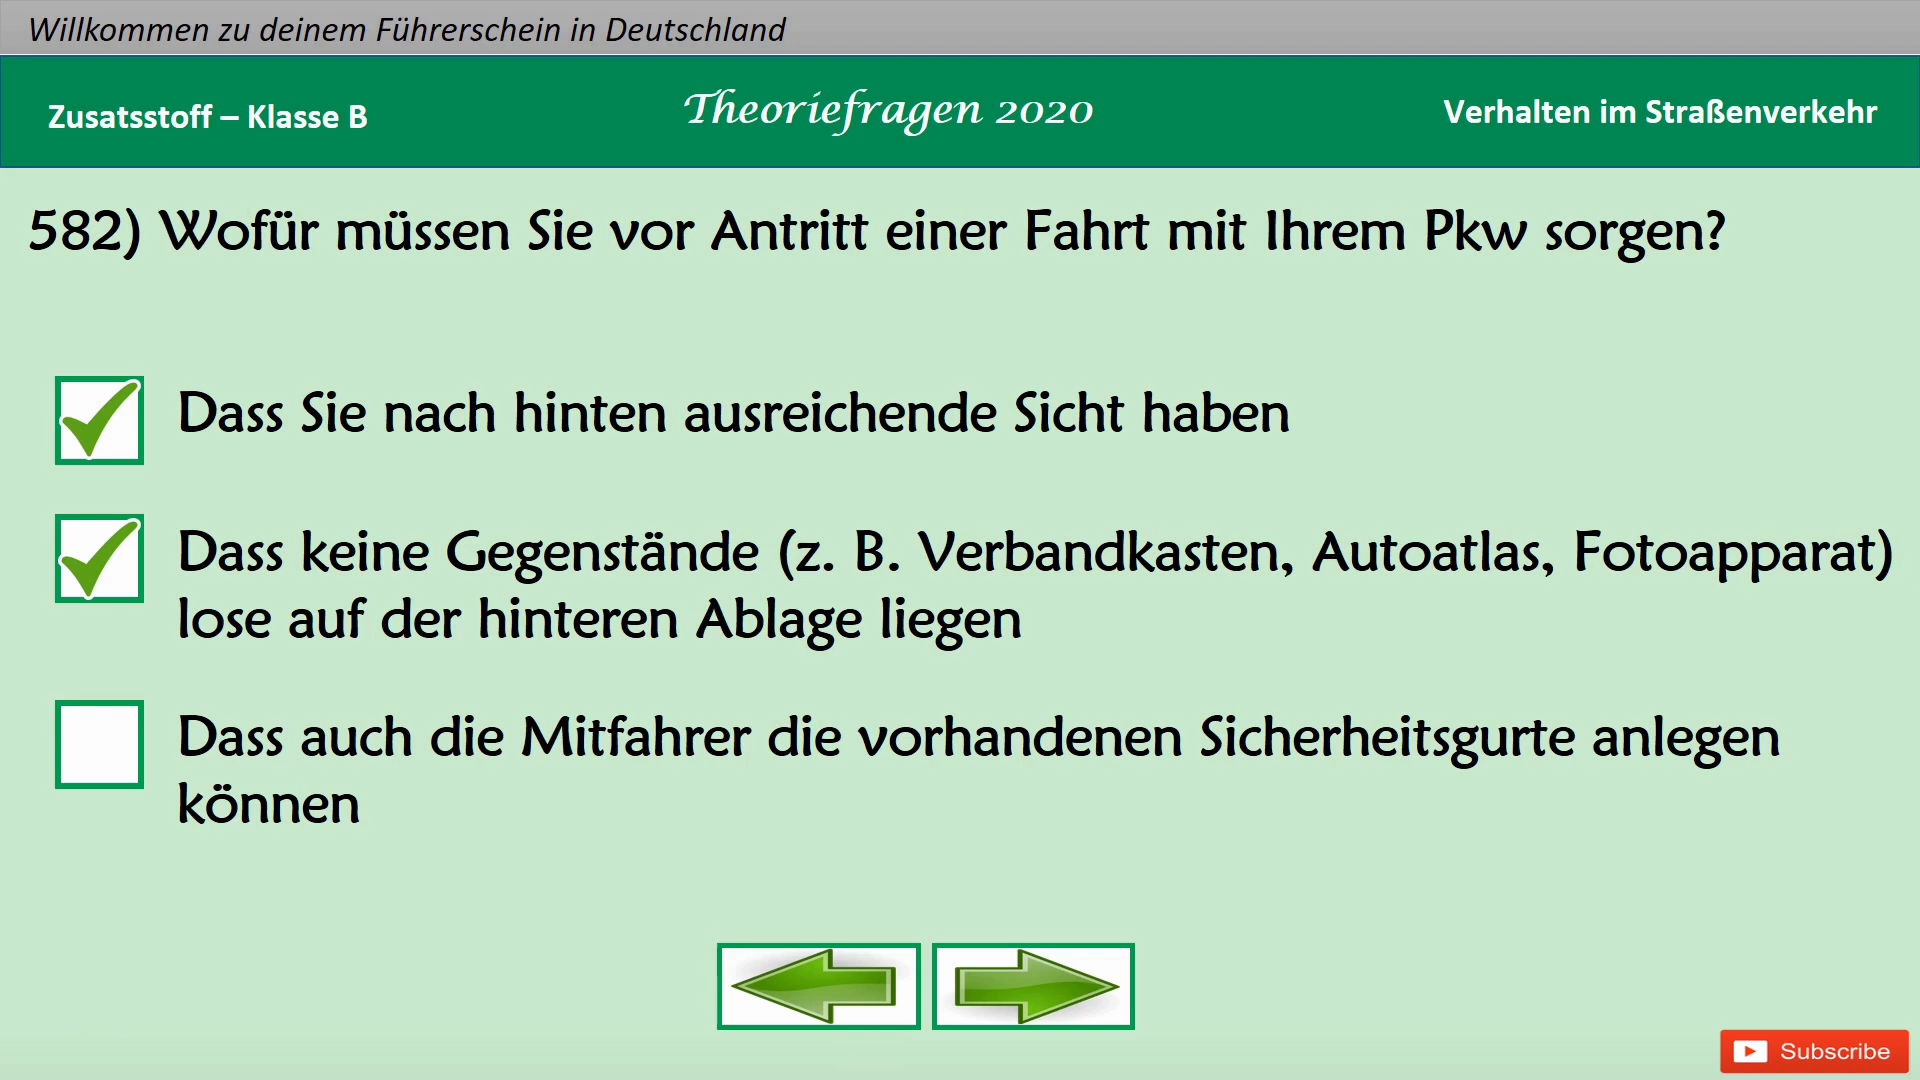 Willkommen zu deinem Führerschein in Deutschland
Zusatsstoff – Klasse B
Theoriefragen 2020
Verhalten im Straßenverkehr
582) Wofür müssen Sie vor Antritt einer Fahrt mit Ihrem Pkw sorgen?
Dass Sie nach hinten ausreichende Sicht haben
Dass keine Gegenstände (z. B. Verbandkasten, Autoatlas, Fotoapparat)
lose auf der hinteren Ablage liegen
Dass auch die Mitfahrer die vorhandenen Sicherheitsgurte anlegen
können
Subscribe